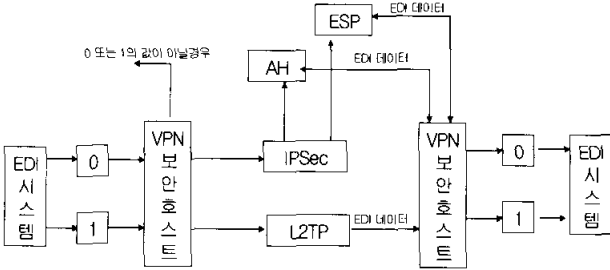 EDI 데이터
ESP
0 또는 1의 값이 아닐경우
AH
EDI 데이터
EDI
시
스
템
0
1
VPN
보
안
호
스
트
IPSec
L2TP
EDI 데이터
VPN
보
안
호
스
트
0
1
EDI
시
스
템